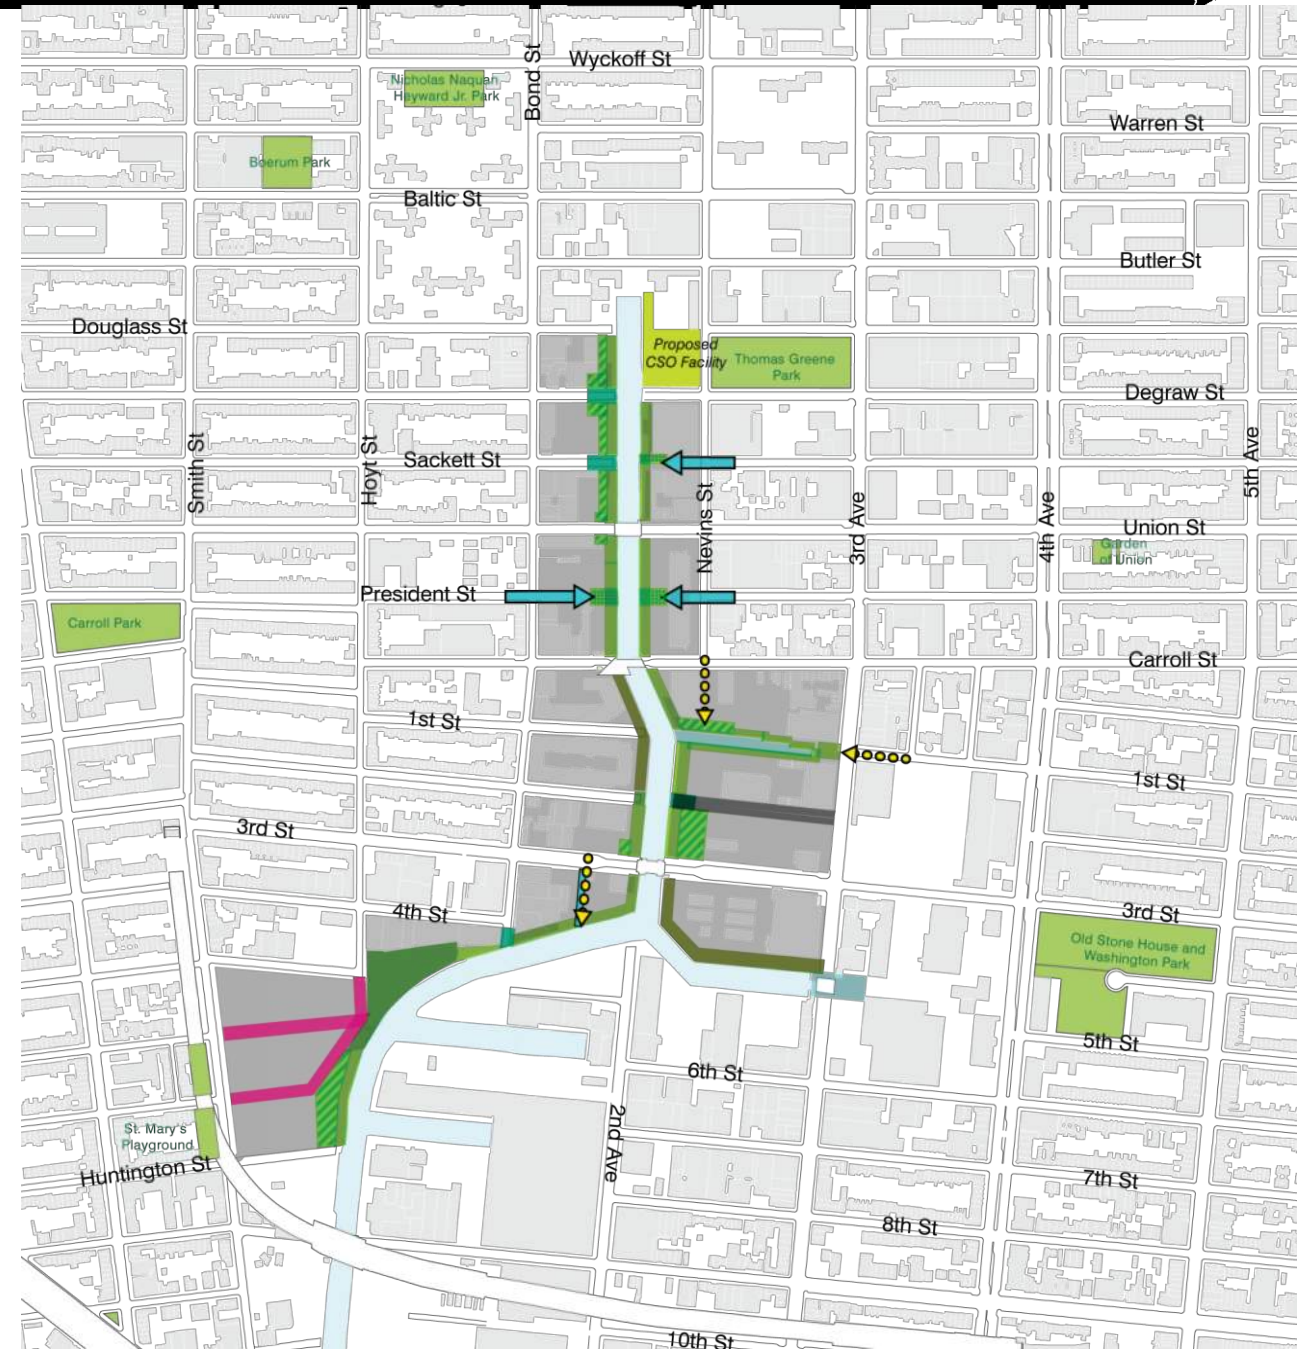 Wyckoff St
Bond St
Nicholas Naquan
Heyward Jr. Park
Warren St
Boerum Park
Baltic St
Butler St
Douglass St
Proposed
CSO Facility
Thomas Greene
Park
Degraw St
Smith St
Hoyt St
Sackett St
Nevins St
3rd Ave
4th Ave
5th Ave
Union St
Garden
of Union
President St
Carroll Park
Carroll St
1st St
1st St
3rd St
3rd St
4th St
Old Stone House and
Washington Park
5th St
6th St
2nd Ave
St. Mary's
Playground
Huntington St
7th St
8th St
10th St